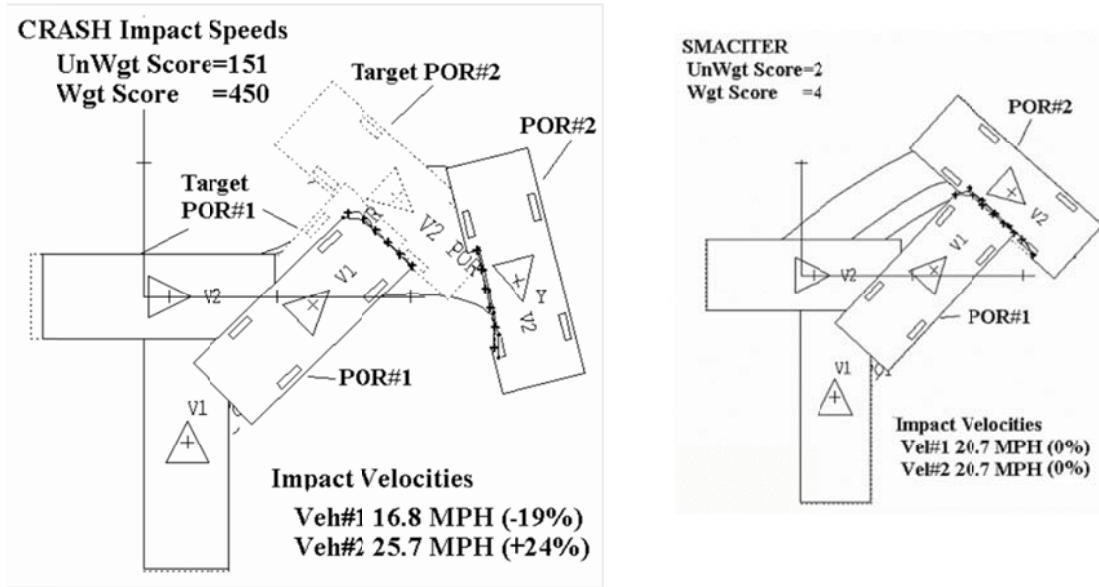 CRASH Impact Speeds
UnWgt Score=151
Wgt Score =450
Target POR#2
POR#2
Target
POR#1
V2
POR
R
V1
V2
Y
V2
POR#1
V1
Impact Velocities
Veh#1 16.8 MPH (-19%)
Veh#2 25.7 MPH (+24%)
SMACITER
UnWgt Score=2
Wgt Score =4
POR#2
V2
V1
V2
POR#1
V1
Impact Velocities
Vel#1 20.7 MPH (0%)
Vel#2 20.7 MPH (0%)